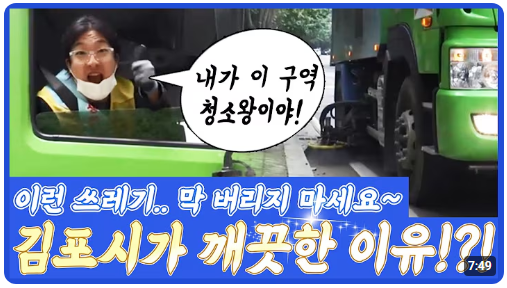 내가 이 구역
청소왕이야!
이런 쓰레기.. 막 버리지 마세요~
김포시가 깨끗한 이유!?!
7:49